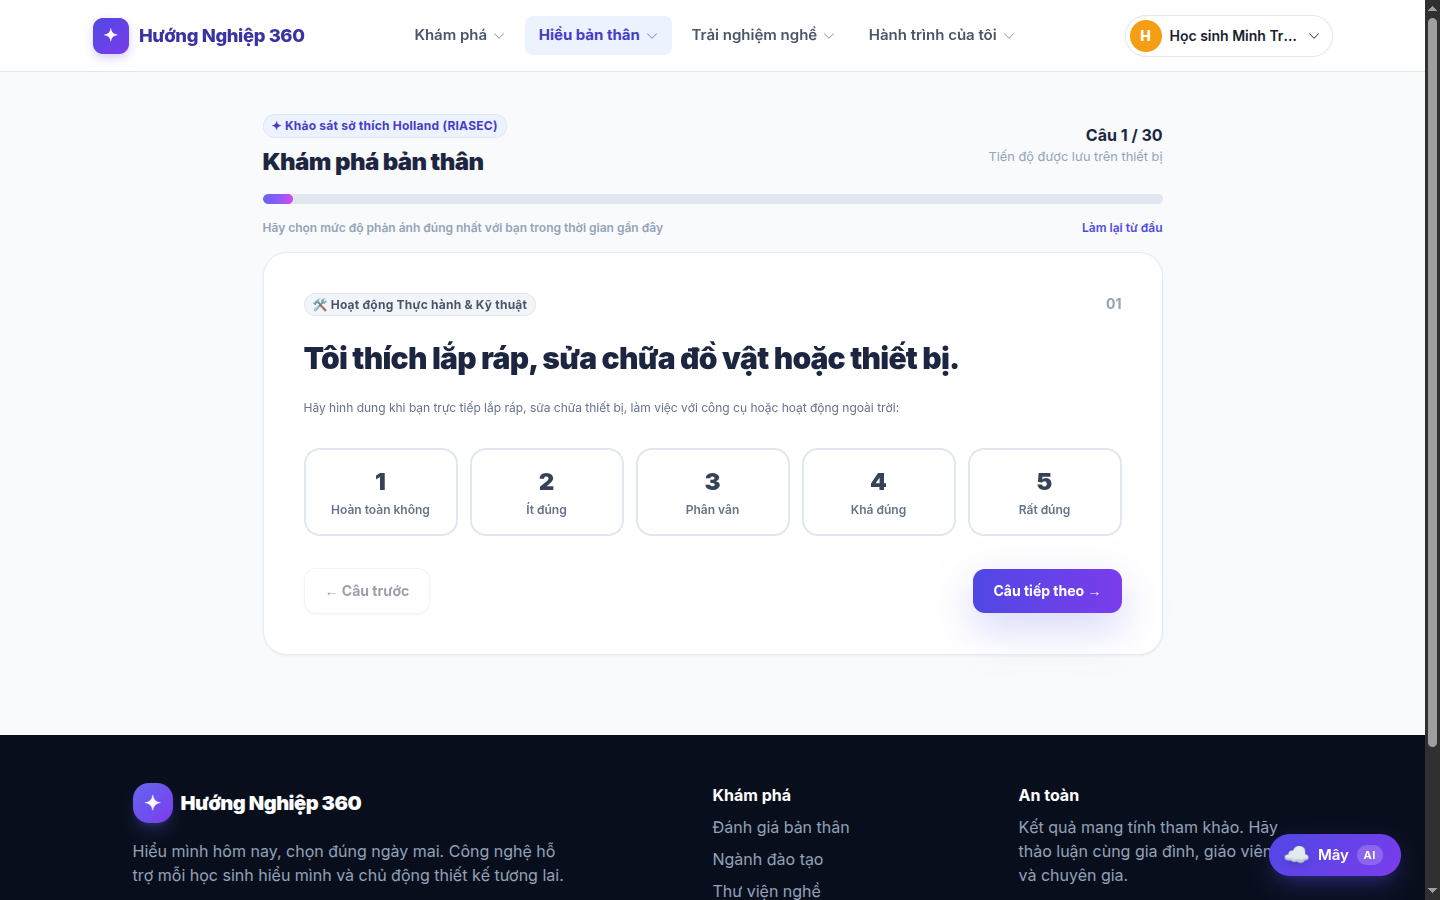 Hướng Nghiệp 360
Khám phá
Hiểu bản thân
Trải nghiệm nghề
Hành trình của tôi
H
Học sinh Minh Tr...
✦ Khảo sát sở thích Holland (RIASEC)
Khám phá bản thân
Câu 1 / 30
Tiến độ được lưu trên thiết bị
Hãy chọn mức độ phản ánh đúng nhất với bạn trong thời gian gần đây
Làm lại từ đầu
🛠️ Hoạt động Thực hành & Kỹ thuật
01
Tôi thích lắp ráp, sửa chữa đồ vật hoặc thiết bị.
Hãy hình dung khi bạn trực tiếp lắp ráp, sửa chữa thiết bị, làm việc với công cụ hoặc hoạt động ngoài trời:
1
Hoàn toàn không
2
Ít đúng
3
Phân vân
4
Khá đúng
5
Rất đúng
← Câu trước
Câu tiếp theo →
Hướng Nghiệp 360
Hiểu mình hôm nay, chọn đúng ngày mai. Công nghệ hỗ
trợ mỗi học sinh hiểu mình và chủ động thiết kế tương lai.
Khám phá
Đánh giá bản thân
Ngành đào tạo
Thư viện nghề
An toàn
Kết quả mang tính tham khảo. Hãy
thảo luận cùng gia đình, giáo viên
và chuyên gia.
Mây AI